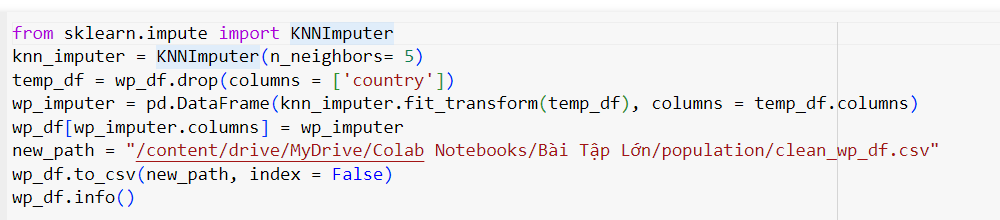 from sklearn.impute import KNNImputer
knn_imputer = KNNImputer(n_neighbors= 5)
temp_df = wp_df.drop(columns = ['country'])
wp_imputer = pd.DataFrame(knn_imputer.fit_transform(temp_df), columns = temp_df.columns)
wp_df[wp_imputer.columns] = wp_imputer
new_path = "/content/drive/MyDrive/Colab Notebooks/Bài Tập Lớn/population/clean_wp_df.csv"
wp_df.to_csv(new_path, index = False)
wp_df.info()